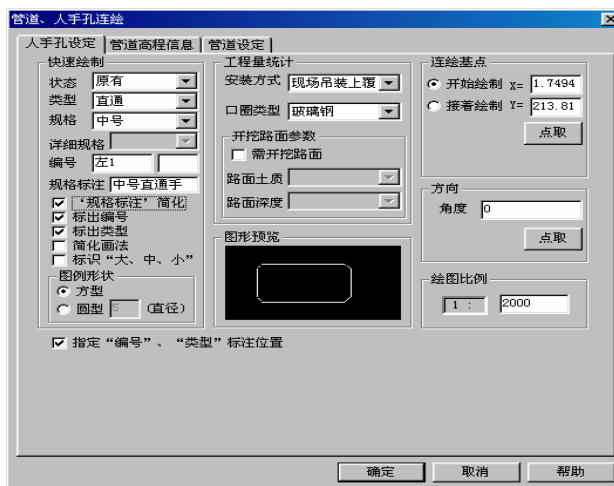 管道、人手孔连绘
人手孔设定 管道高程信息 管道设定
快速绘制
状态 原有
类型 直通
规格 中号
详细规格
编号 左1
规格标注 中号直通手
‘规格标注’简化
标出编号
标出类型
简化画法
标识“大、中、小”
图例形状
方型
圆型 5 (直径)
指定“编号”、“类型”标注位置
工程量统计
安装方式 现场吊装上覆
口圈类型 玻璃钢
开挖路面参数
需开挖路面
路面土质
路面深度
图形预览
连绘基点
开始绘制 X= 1.7494
接着绘制 Y= 213.81
点取
方向
角度 0
点取
绘图比例
1 : 2000
确定 取消 帮助